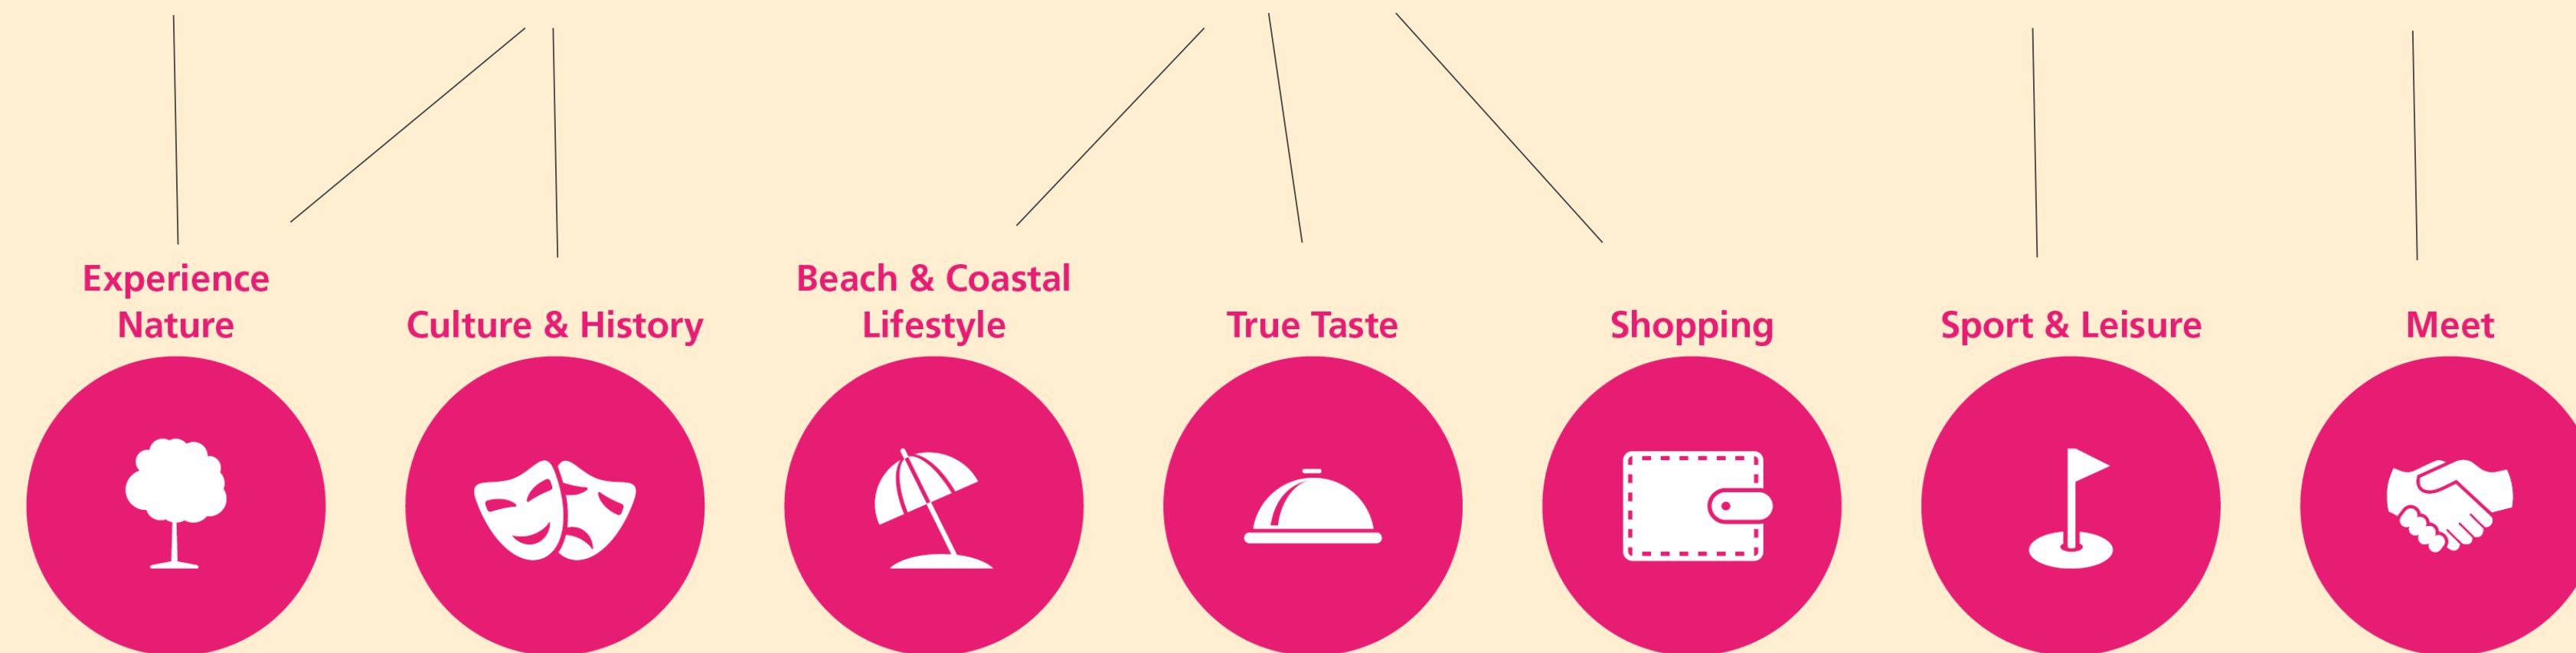 Experience
Nature
Culture & History
Beach & Coastal
Lifestyle
True Taste
Shopping
Sport & Leisure
Meet